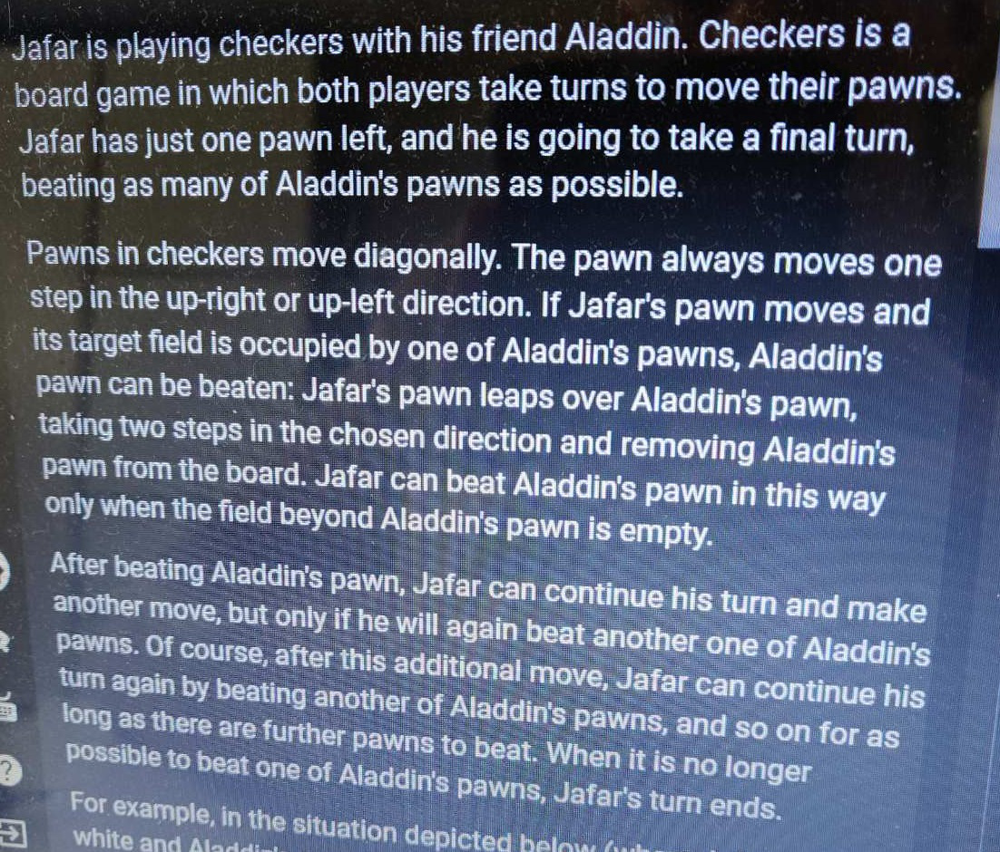 Jafar is playing checkers with his friend Aladdin. Checkers is a
board game in which both players take turns to move their pawns.
Jafar has just one pawn left, and he is going to take a final turn,
beating as many of Aladdin's pawns as possible.
Pawns in checkers move diagonally. The pawn always moves one
step in the up-right or up-left direction. If Jafar's pawn moves and
its target field is occupied by one of Aladdin's pawns, Aladdin's
pawn can be beaten: Jafar's pawn leaps over Aladdin's pawn,
taking two steps in the chosen direction and removing Aladdin's
pawn from the board. Jafar can beat Aladdin's pawn in this way
only when the field beyond Aladdin's pawn is empty.
After beating Aladdin's pawn, Jafar can continue his turn and make
another move, but only if he will again beat another one of Aladdin's
pawns. Of course, after this additional move, Jafar can continue his
turn again by beating another of Aladdin's pawns, and so on for as
long as there are further pawns to beat. When it is no longer
possible to beat one of Aladdin's pawns, Jafar's turn ends.
For example, in the situation depicted below
white and